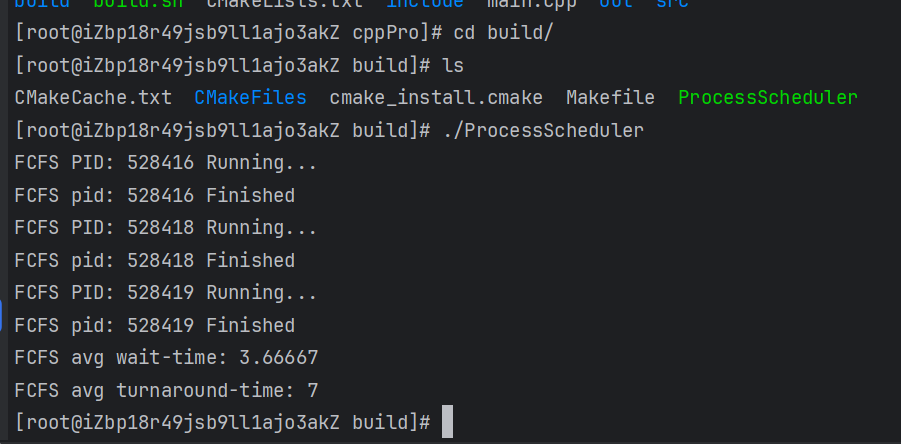 build build.sh CMakeLists.txt include main.cpp out src
[root@iZbp18r49jsb9ll1ajo3akZ cppPro]# cd build/
[root@iZbp18r49jsb9ll1ajo3akZ build]# ls
CMakeCache.txt CMakeFiles cmake_install.cmake Makefile ProcessScheduler
[root@iZbp18r49jsb9ll1ajo3akZ build]# ./ProcessScheduler
FCFS PID: 528416 Running...
FCFS pid: 528416 Finished
FCFS PID: 528418 Running...
FCFS pid: 528418 Finished
FCFS PID: 528419 Running...
FCFS pid: 528419 Finished
FCFS avg wait-time: 3.66667
FCFS avg turnaround-time: 7
[root@iZbp18r49jsb9ll1ajo3akZ build]#